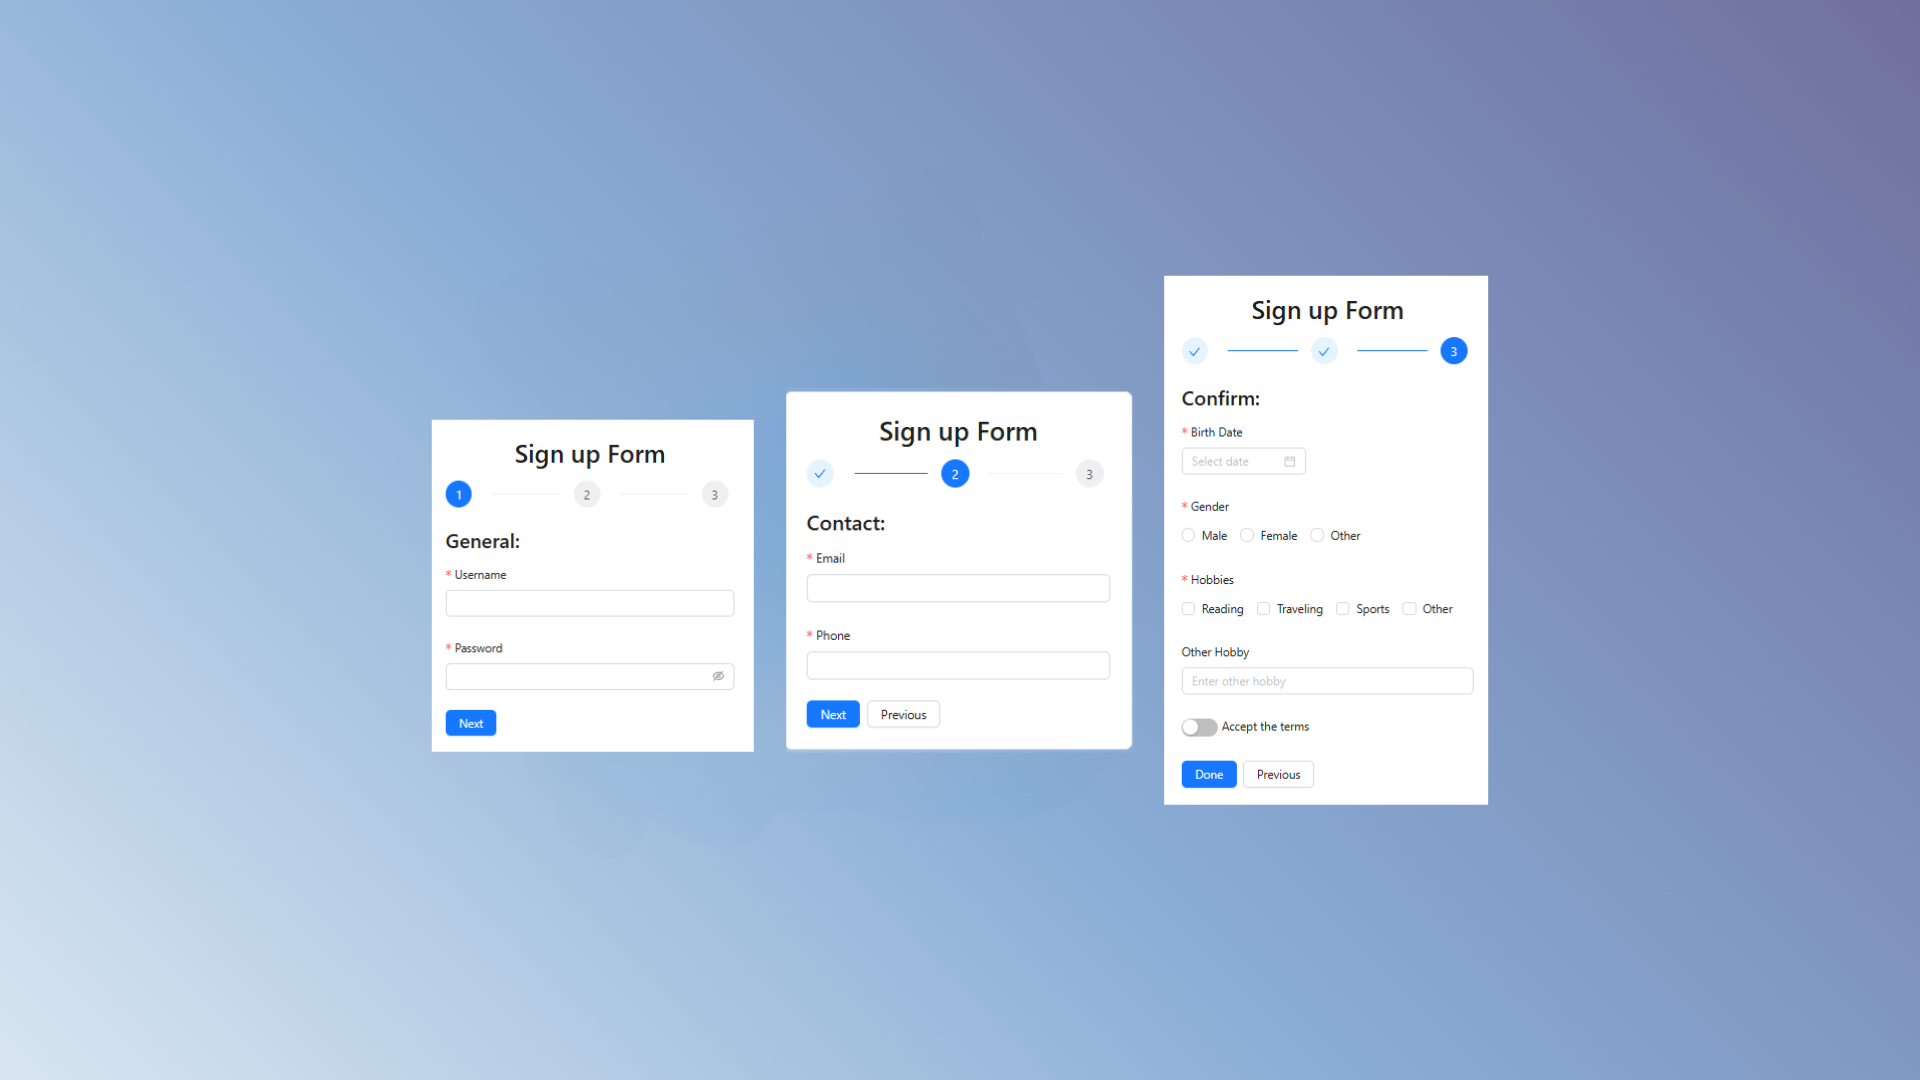 Sign up Form
1 2 3
General:
* Username
* Password
Next
Sign up Form
2 3
Contact:
* Email
* Phone
Next Previous
Sign up Form
3
Confirm:
* Birth Date
Select date
* Gender
Male Female Other
* Hobbies
Reading Traveling Sports Other
Other Hobby
Enter other hobby
Accept the terms
Done Previous